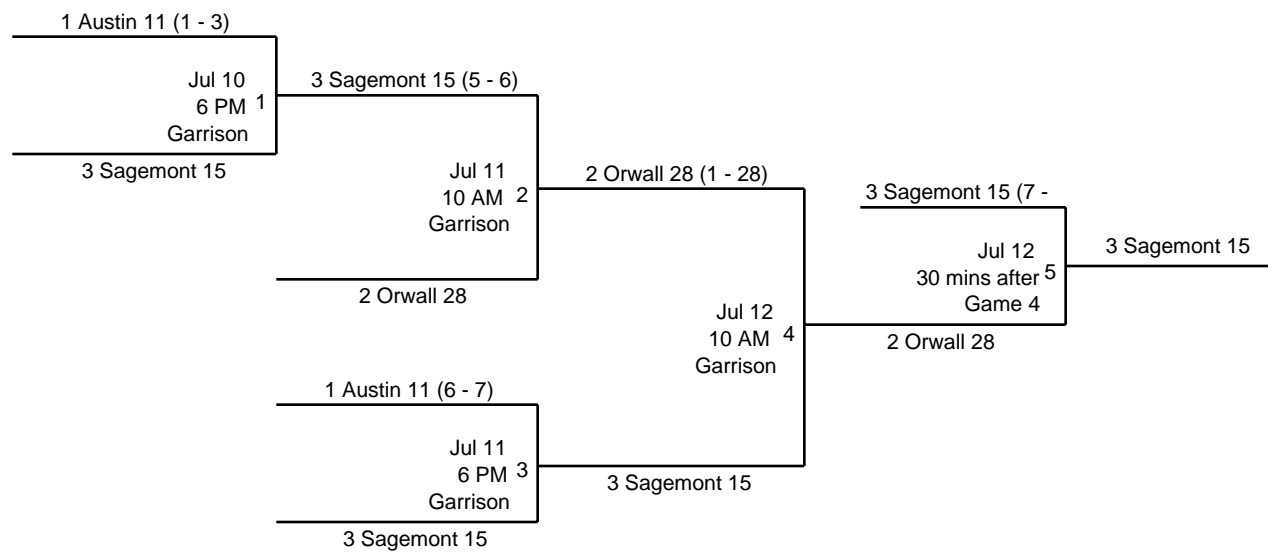 1 Austin 11 (1 - 3)
Jul 10
6 PM
Garrison
1
3 Sagemont 15
3 Sagemont 15 (5 - 6)
Jul 11
10 AM
Garrison
2
2 Orwall 28
2 Orwall 28 (1 - 28)
Jul 12
10 AM
Garrison
4
1 Austin 11 (6 - 7)
Jul 11
6 PM
Garrison
3
3 Sagemont 15
3 Sagemont 15
3 Sagemont 15 (7 -
Jul 12
30 mins after
Game 4
5
2 Orwall 28
3 Sagemont 15